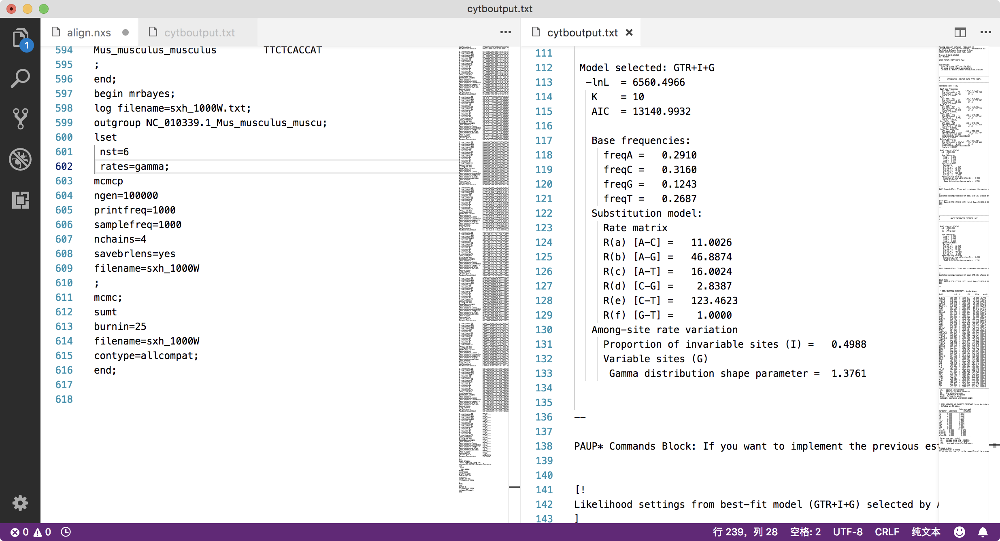 cytboutput.txt
1
align.nxs
cytboutput.txt
594 Mus_musculus_musculus TTCTCACCAT
595 ;
596 end;
597 begin mrbayes;
598 log filename=sxh_1000W.txt;
599 outgroup NC_010339.1_Mus_musculus_muscu;
600 lset
601 nst=6
602 rates=gamma;
603 mcmcp
604 ngen=100000
605 printfreq=1000
606 samplefreq=1000
607 nchains=4
608 savebrlens=yes
609 filename=sxh_1000W
610 ;
611 mcmc;
612 sumt
613 burnin=25
614 filename=sxh_1000W
615 contype=allcompat;
616 end;
617
618
cytboutput.txt
111
112 Model selected: GTR+I+G
113 -lnL = 6560.4966
114 K = 10
115 AIC = 13140.9932
116
117 Base frequencies:
118 freqA = 0.2910
119 freqC = 0.3160
120 freqG = 0.1243
121 freqT = 0.2687
122 Substitution model:
123 Rate matrix
124 R(a) [A-C] = 11.0026
125 R(b) [A-G] = 46.8874
126 R(c) [A-T] = 16.0024
127 R(d) [C-G] = 2.8387
128 R(e) [C-T] = 123.4623
129 R(f) [G-T] = 1.0000
130 Among-site rate variation
131 Proportion of invariable sites (I) = 0.4988
132 Variable sites (G)
133 Gamma distribution shape parameter = 1.3761
134
135
136 --
137
138 PAUP* Commands Block: If you want to implement the previous est
139
140
141 [!
142 Likelihood settings from best-fit model (GTR+I+G) selected by
143 ]
0 0
行 239，列 28 空格: 2 UTF-8 CRLF 纯文本